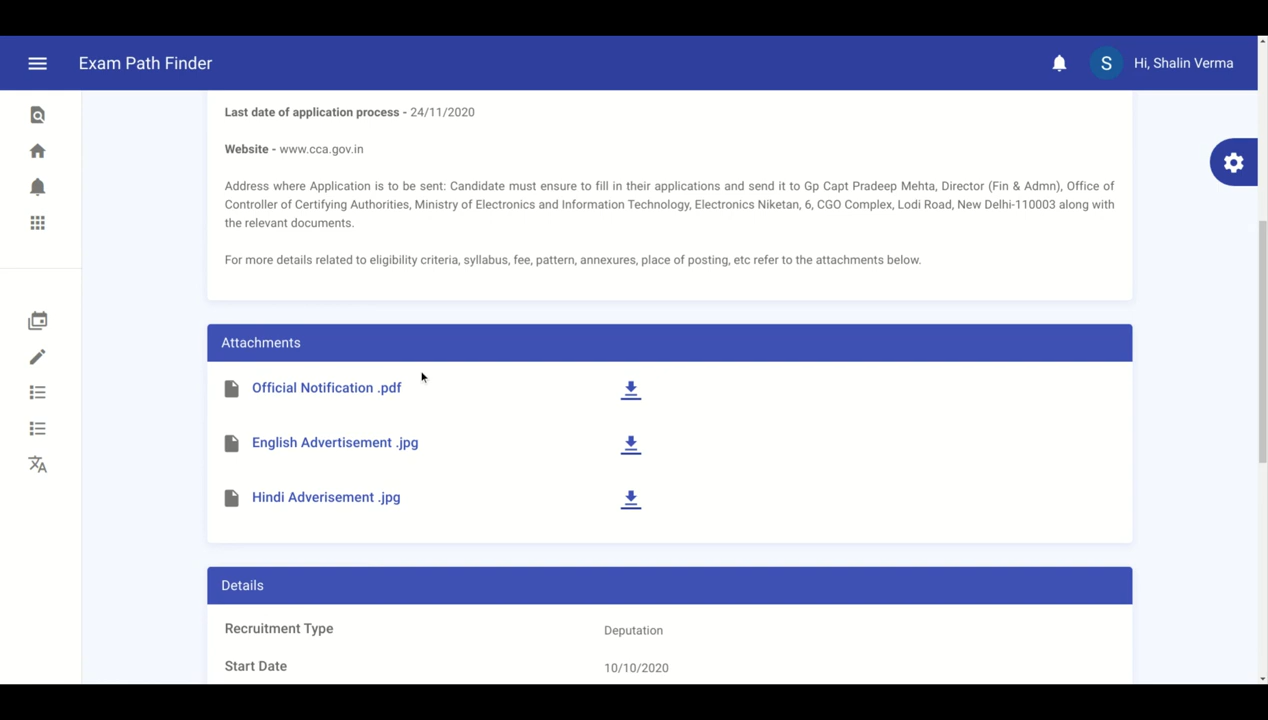 Exam Path Finder
S Hi, Shalin Verma
Last date of application process - 24/11/2020
Website - www.cca.gov.in
Address where Application is to be sent: Candidate must ensure to fill in their applications and send it to Gp Capt Pradeep Mehta, Director (Fin & Admn), Office of
Controller of Certifying Authorities, Ministry of Electronics and Information Technology, Electronics Niketan, 6, CGO Complex, Lodi Road, New Delhi-110003 along with
the relevant documents.
For more details related to eligibility criteria, syllabus, fee, pattern, annexures, place of posting, etc refer to the attachments below.
Attachments
Official Notification .pdf
English Advertisement .jpg
Hindi Adverisement .jpg
Details
Recruitment Type Deputation
Start Date 10/10/2020